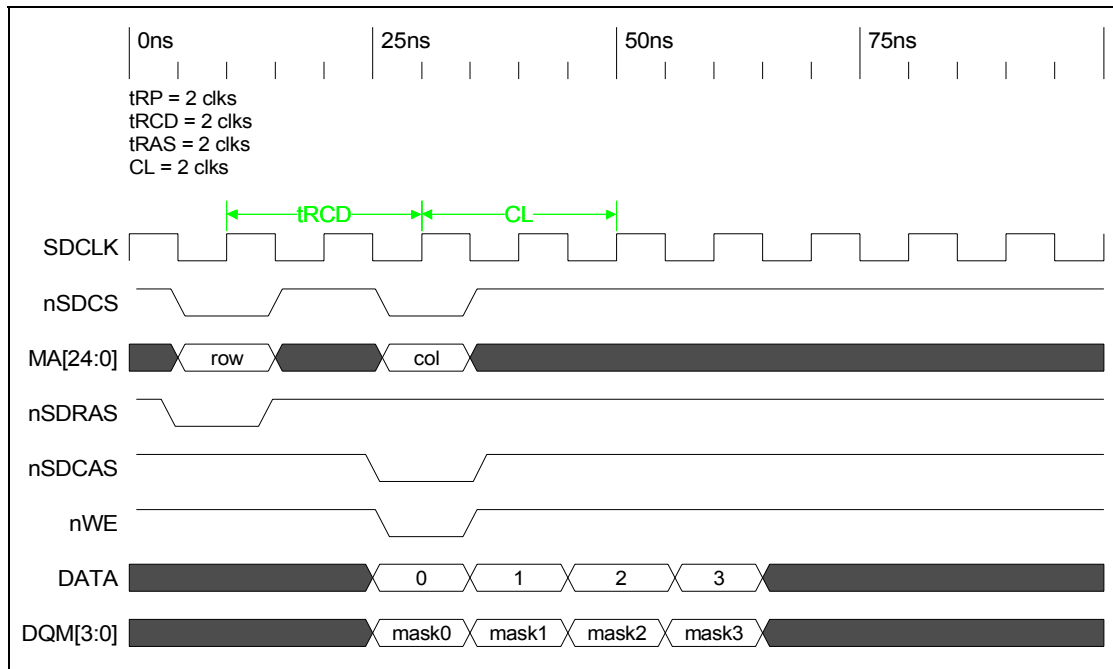 0ns 25ns 50ns 75ns
tRP = 2 clks
tRCD = 2 clks
tRAS = 2 clks
CL = 2 clks
tRCD CL
SDCLK
nSDCS
MA[24:0] row col
nSDRAS
nSDCAS
nWE
DATA 0 1 2 3
DQM[3:0] mask0 mask1 mask2 mask3